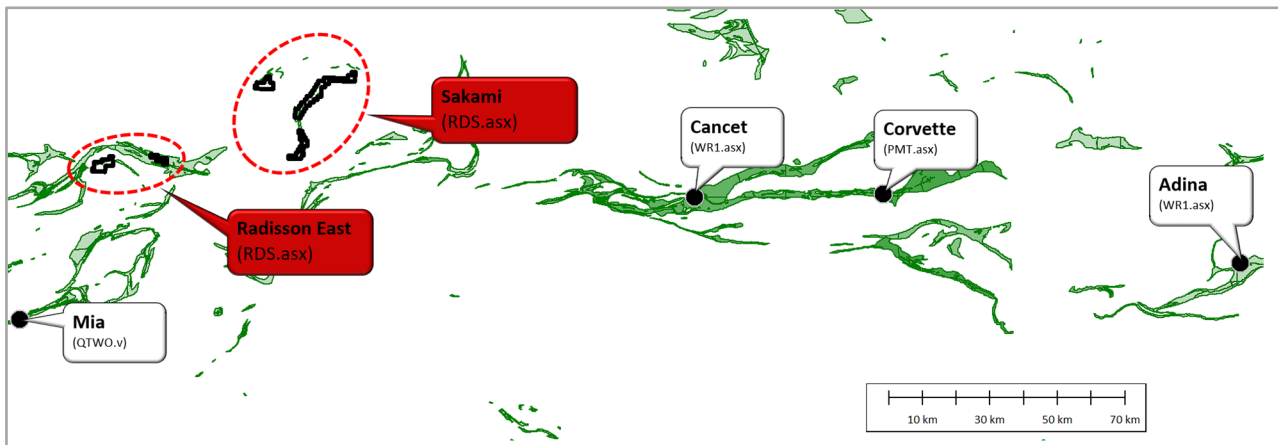 Sakami
(RDS.asx)
Cancet
(WR1.asx)
Corvette
(PMT.asx)
Adina
(WR1.asx)
Radisson East
(RDS.asx)
Mia
(QTWO.v)
10 km 30 km 50 km 70 km